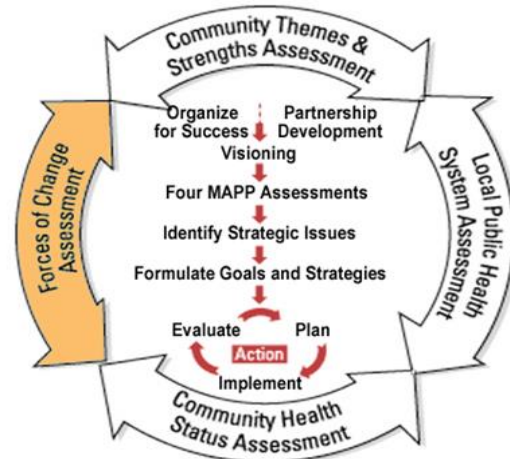 Community Themes &
Strengths Assessment
Organize
for Success
Partnership
Development
Visioning
Four MAPP Assessments
Identify Strategic Issues
Formulate Goals and Strategies
Evaluate
Plan
Action
Implement
Forces of Change
Assessment
Local Public Health
System Assessment
Community Health
Status Assessment